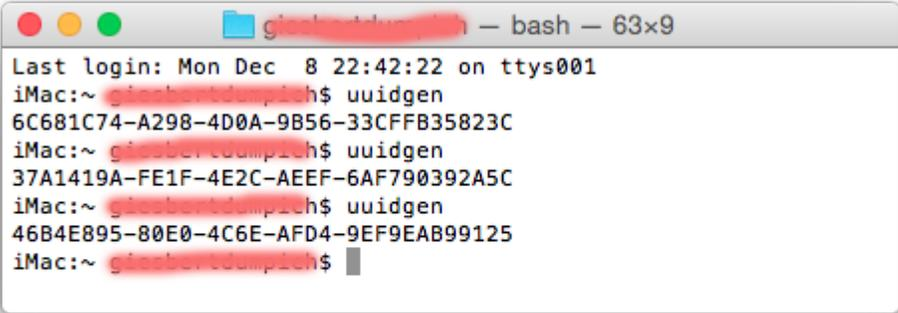 — bash — 63×9
Last login: Mon Dec  8 22:42:22 on ttys001
iMac:~ $ uuidgen
6C681C74-A298-4D0A-9B56-33CFFB35823C
iMac:~ $ uuidgen
37A1419A-FE1F-4E2C-AEEF-6AF790392A5C
iMac:~ $ uuidgen
46B4E895-80E0-4C6E-AFD4-9EF9EAB99125
iMac:~ $